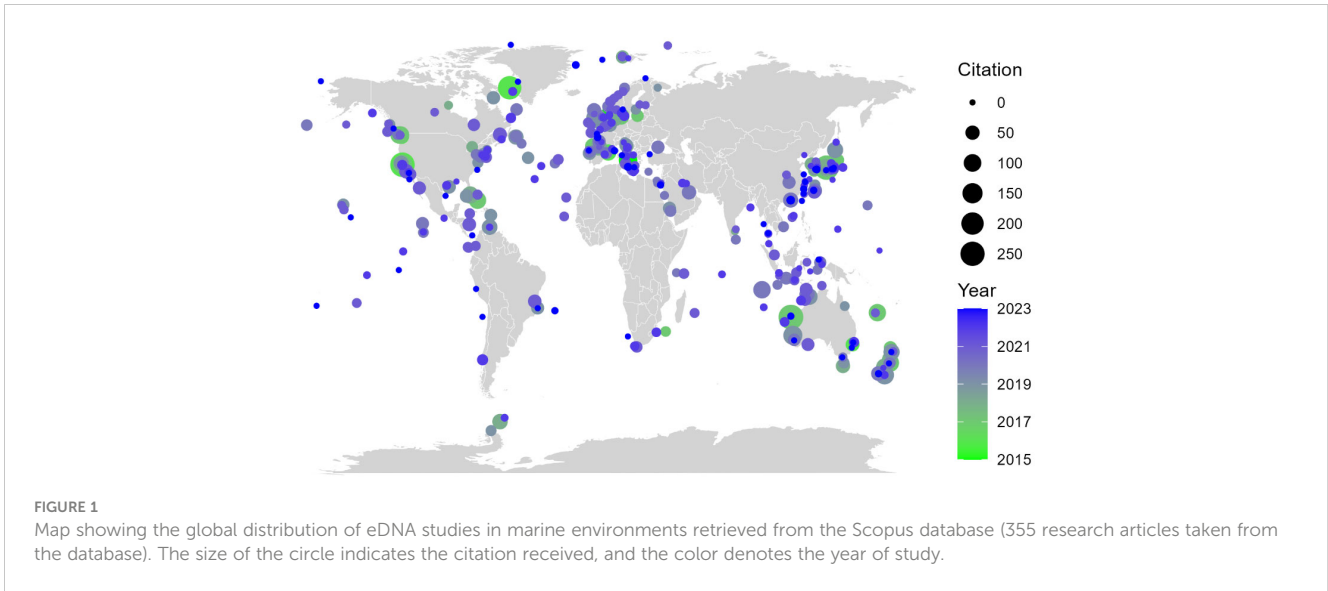 Citation
0
50
100
150
200
250
Year
2023
2021
2019
2017
2015
FIGURE 1
Map showing the global distribution of eDNA studies in marine environments retrieved from the Scopus database (355 research articles taken from
the database). The size of the circle indicates the citation received, and the color denotes the year of study.